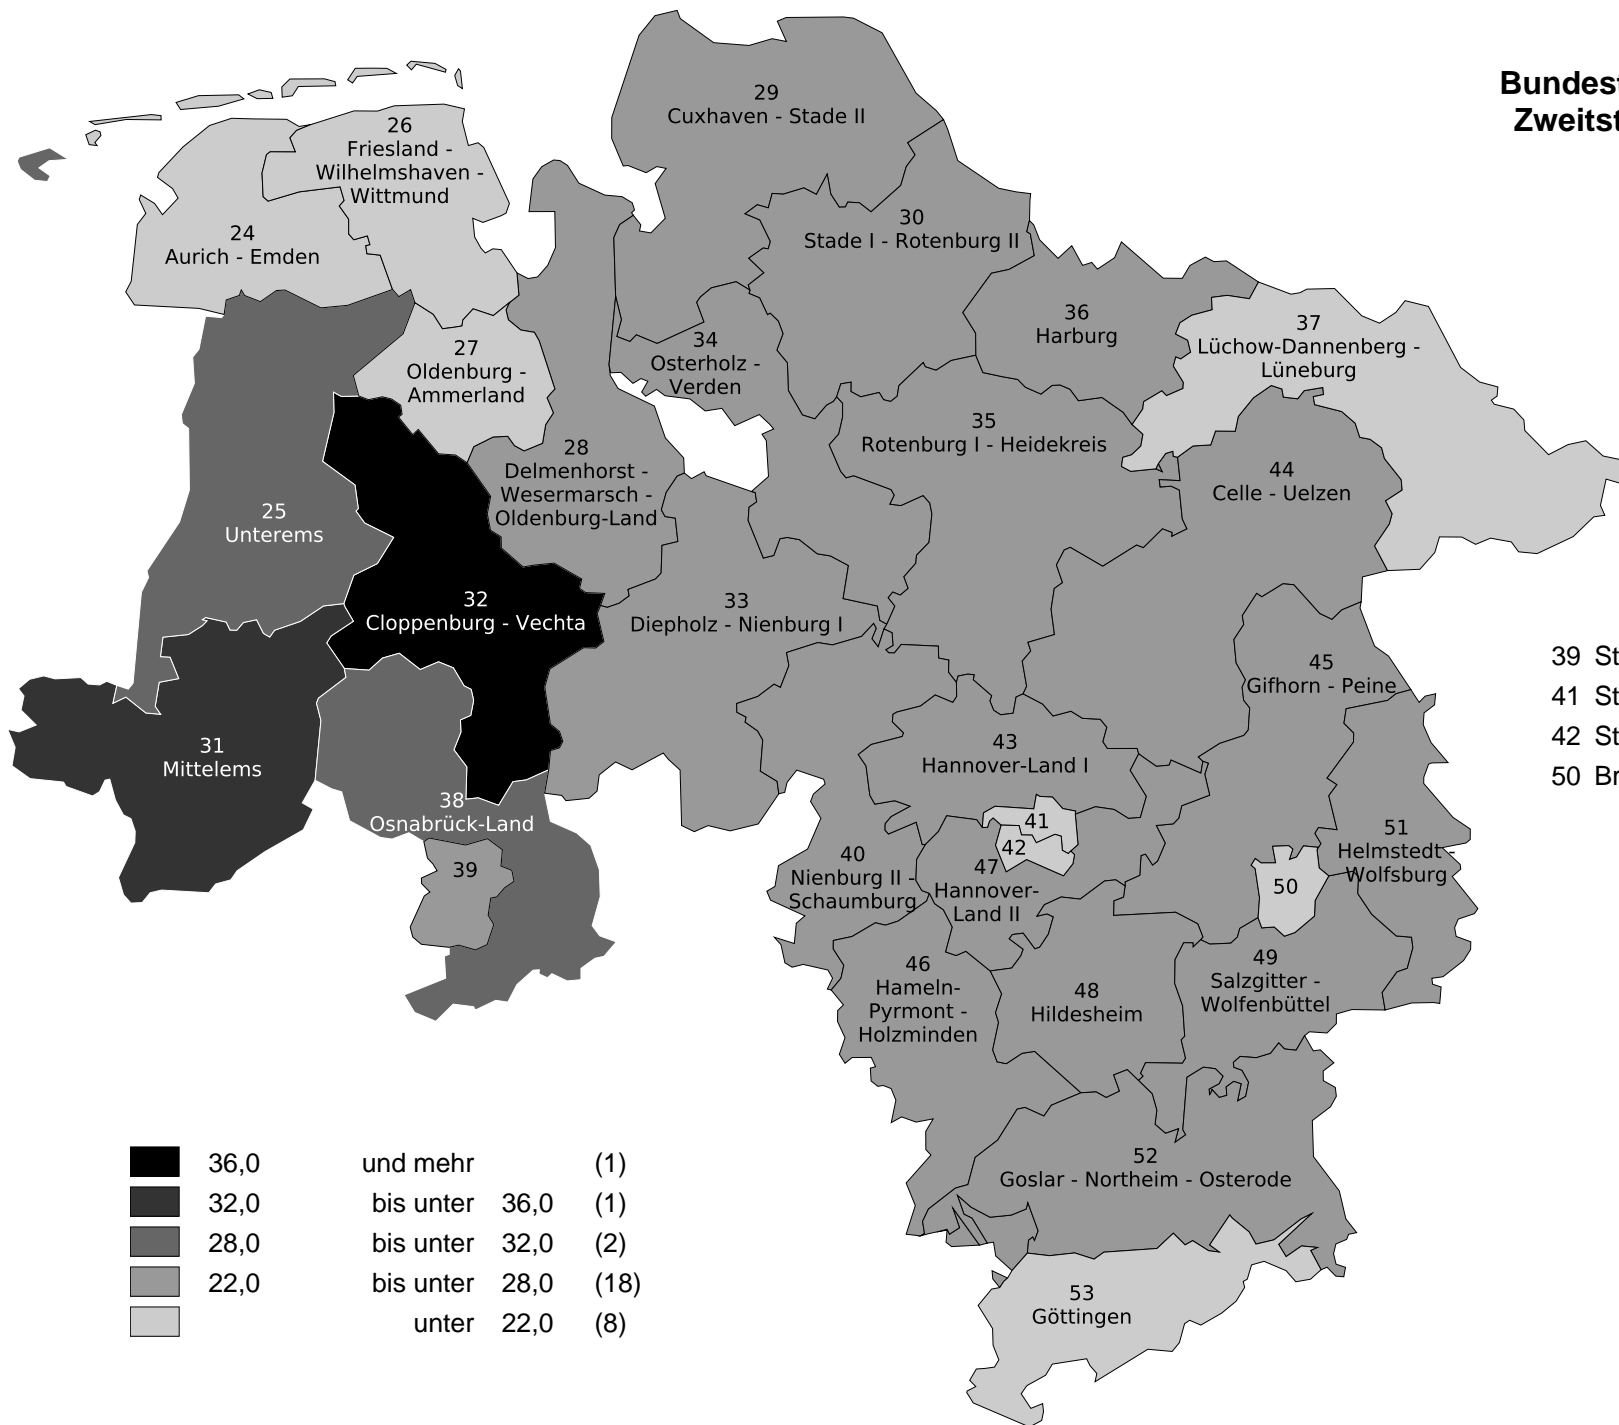 Bundest
Zweitst
29
Cuxhaven - Stade II
26
Friesland -
Wilhelmshaven -
Wittmund
24
Aurich - Emden
30
Stade I - Rotenburg II
36
Harburg
37
Lüchow-Dannenberg -
Lüneburg
27
Oldenburg -
Ammerland
34
Osterholz -
Verden
35
Rotenburg I - Heidekreis
28
Delmenhorst -
Wesermarsch -
Oldenburg-Land
44
Celle - Uelzen
25
Unterems
32
Cloppenburg - Vechta
33
Diepholz - Nienburg I
45
Gifhorn - Peine
39 St
41 St
42 St
50 Br
31
Mittelems
43
Hannover-Land I
38
Osnabrück-Land
39
41
42
40
Nienburg II -
Schaumburg
47
Hannover-
Land II
50
51
Helmstedt -
Wolfsburg
46
Hameln-
Pyrmont -
Holzminden
48
Hildesheim
49
Salzgitter -
Wolfenbüttel
52
Goslar - Northeim - Osterode
53
Göttingen
36,0 und mehr (1)
32,0 bis unter 36,0 (1)
28,0 bis unter 32,0 (2)
22,0 bis unter 28,0 (18)
unter 22,0 (8)